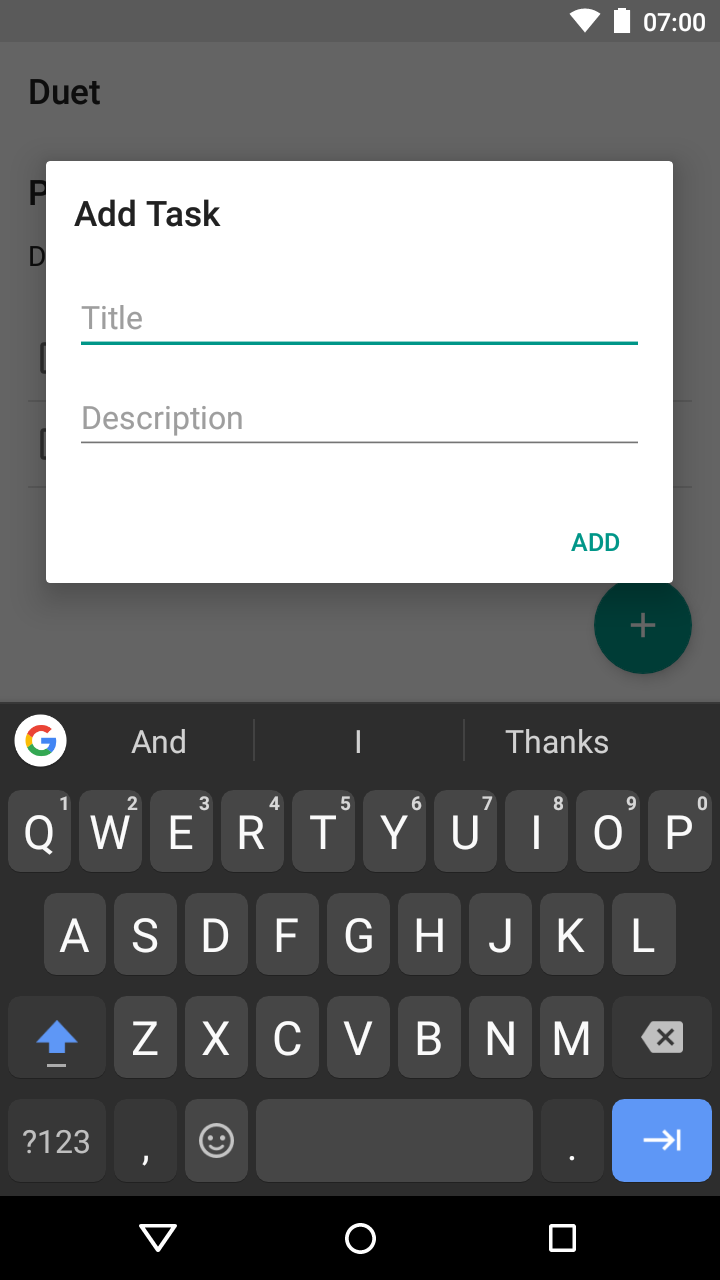 07:00
Duet
P
D
Add Task
Title
Description
ADD
And I Thanks
1 2 3 4 5 6 7 8 9 0
Q W E R T Y U I O P
A S D F G H J K L
Z X C V B N M
?123 , .